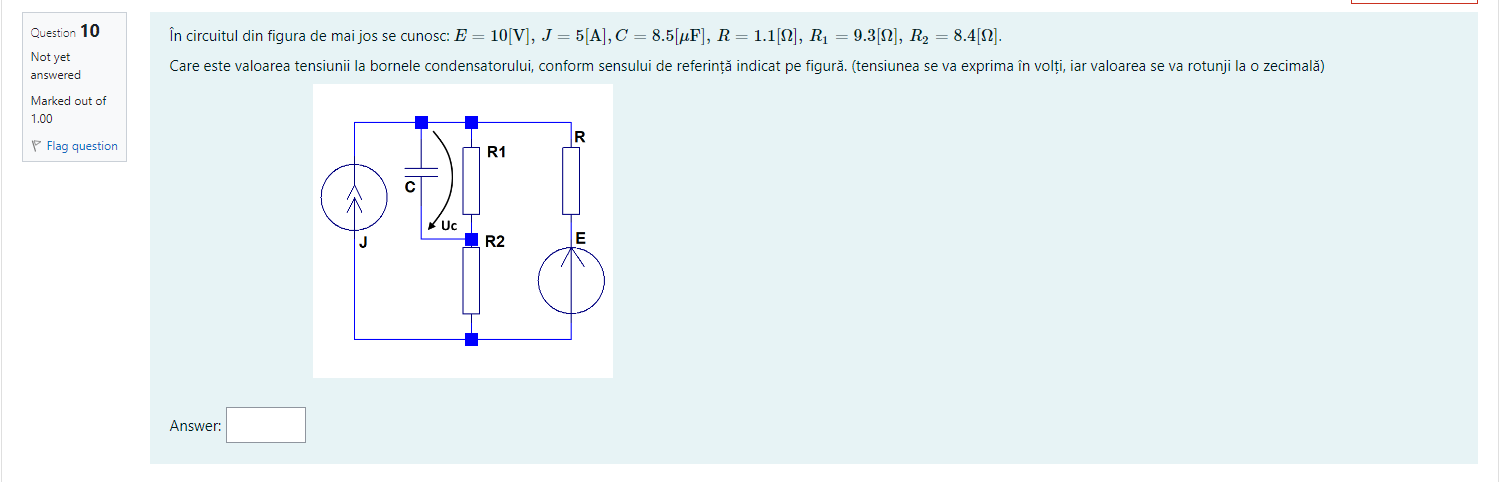 Question 10
Not yet
answered
Marked out of
1.00
Flag question
În circuitul din figura de mai jos se cunosc: E = 10[V], J = 5[A], C = 8.5[μF], R = 1.1[Ω], R₁ = 9.3[Ω], R₂ = 8.4[Ω].
Care este valoarea tensiunii la bornele condensatorului, conform sensului de referință indicat pe figură. (tensiunea se va exprima în volți, iar valoarea se va rotunji la o zecimală)
R
R1
C
Uc
J
R2
E
Answer: